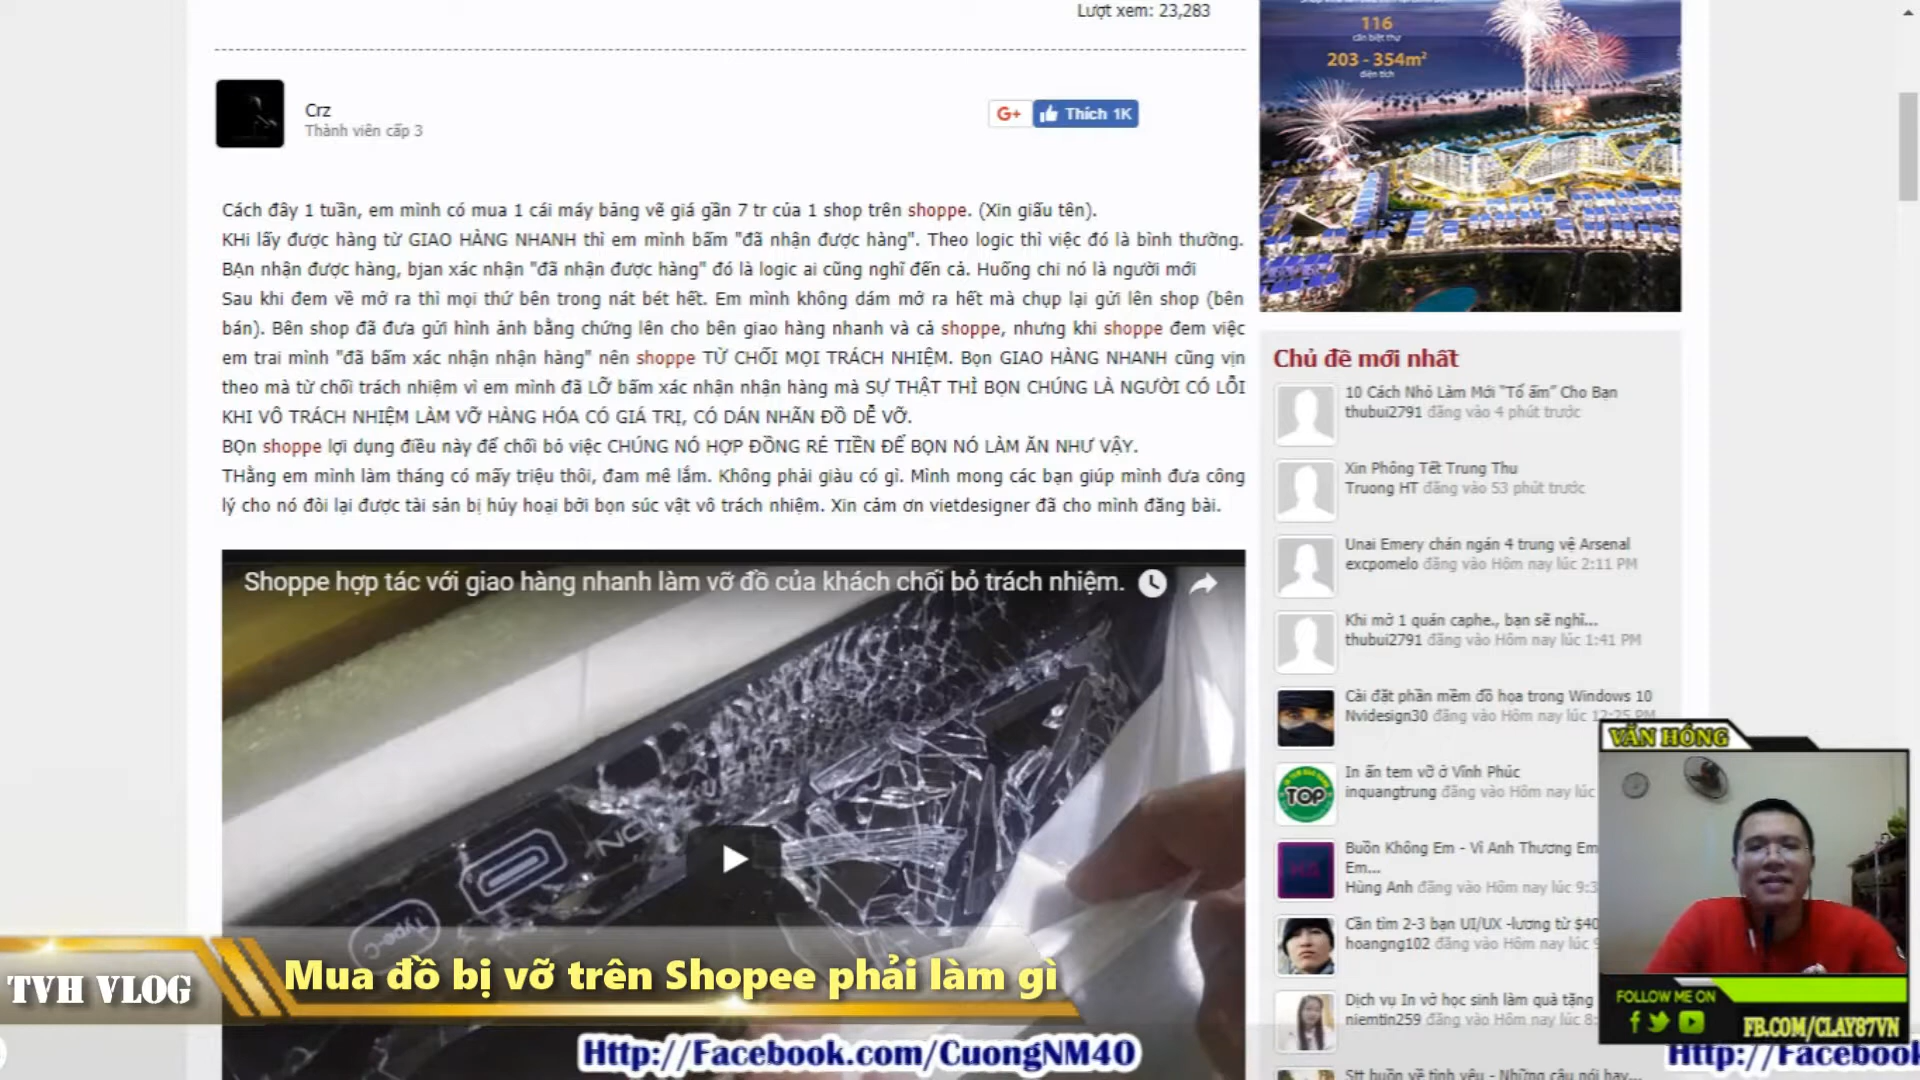 Lượt xem: 23,283
116
căn biệt thự
203 - 354m²
diện tích
Crz
Thành viên cấp 3
G+
Thích 1K
Cách đây 1 tuần, em mình có mua 1 cái máy bảng vẽ giá gần 7 tr của 1 shop trên shoppe. (Xin giấu tên).
KHi lấy được hàng từ GIAO HÀNG NHANH thì em mình bấm "đã nhận được hàng". Theo logic thì việc đó là bình thường.
BẠn nhận được hàng, bjan xác nhận "đã nhận được hàng" đó là logic ai cũng nghĩ đến cả. Huống chi nó là người mới
Sau khi đem về mở ra thì mọi thứ bên trong nát bét hết. Em mình không dám mở ra hết mà chụp lại gửi lên shop (bên
bán). Bên shop đã đưa gửi hình ảnh bằng chứng lên cho bên giao hàng nhanh và cả shoppe, nhưng khi shoppe đem việc
em trai mình "đã bấm xác nhận nhận hàng" nên shoppe TỪ CHỐI MỌI TRÁCH NHIỆM. Bọn GIAO HÀNG NHANH cũng vịn
theo mà từ chối trách nhiệm vì em mình đã LỠ bấm xác nhận nhận hàng mà SỰ THẬT THÌ BỌN CHÚNG LÀ NGƯỜI CÓ LỖI
KHI VÔ TRÁCH NHIỆM LÀM VỠ HÀNG HÓA CÓ GIÁ TRỊ, CÓ DÁN NHÃN ĐỒ DỄ VỠ.
BỌn shoppe lợi dụng điều này để chối bỏ việc CHÚNG NÓ HỢP ĐỒNG RẺ TIỀN ĐỂ BỌN NÓ LÀM ĂN NHƯ VẬY.
THằng em mình làm tháng có mấy triệu thôi, đam mê lắm. Không phải giàu có gì. Mình mong các bạn giúp mình đưa công
lý cho nó đòi lại được tài sản bị hủy hoại bởi bọn súc vật vô trách nhiệm. Xin cảm ơn vietdesigner đã cho mình đăng bài.
Shoppe hợp tác với giao hàng nhanh làm vỡ đồ của khách chối bỏ trách nhiệm.
Type-C
Chủ đề mới nhất
10 Cách Nhỏ Làm Mới "Tổ ấm" Cho Bạn
thubui2791 đăng vào 4 phút trước
Xin Phông Tết Trung Thu
Truong HT đăng vào 53 phút trước
Unai Emery chán ngán 4 trung vệ Arsenal
excpomelo đăng vào Hôm nay lúc 2:11 PM
Khi mở 1 quán caphe., bạn sẽ nghĩ...
thubui2791 đăng vào Hôm nay lúc 1:41 PM
Cài đặt phần mềm đồ họa trong Windows 10
Nvidesign30 đăng vào Hôm nay lúc 12:25 PM
In ấn tem vỡ ở Vĩnh Phúc
inquangtrung đăng vào Hôm nay lúc
TOP
Buồn Không Em - Vì Anh Thương Em
Em...
Hùng Anh đăng vào Hôm nay lúc 9:3
Cần tìm 2-3 bạn UI/UX -lương từ $40
hoangng102 đăng vào Hôm nay lúc
Dịch vụ In vở học sinh làm quà tặng
niemtin259 đăng vào Hôm nay lúc 8:
Stt buồn về tình yêu - Những câu nói hay...
VĂN HỒNG
FOLLOW ME ON
FB.COM/CLAY87VN
TVH VLOG
Mua đồ bị vỡ trên Shopee phải làm gì
Http://Facebook.com/CuongNM40
Http://Facebook